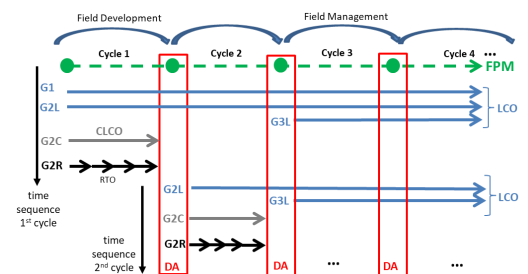 Field Development
Field Management
Cycle 1
Cycle 2
Cycle 3
Cycle 4
...
FPM
G1
G2L
LCO
G3L
G2C
CLCO
G2R
RTO
time
sequence
1st cycle
G2L
G3L
LCO
G2C
G2R
time
sequence
2nd cycle
DA
DA
...
DA
...